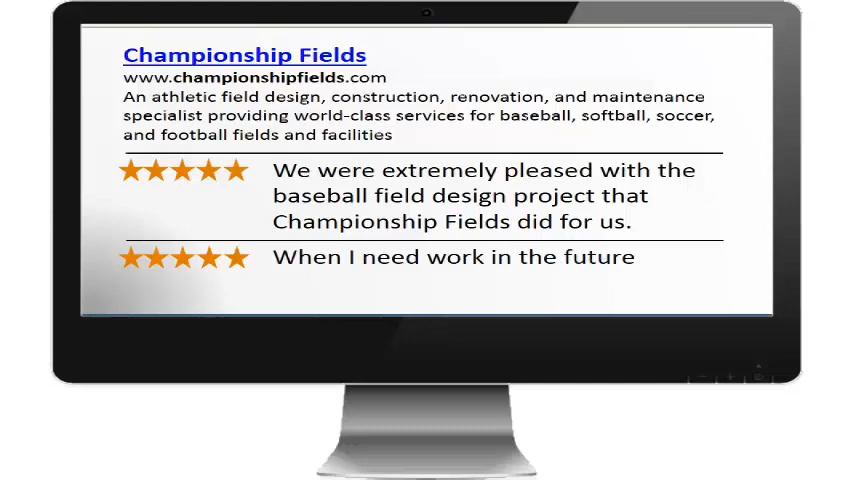 Championship Fields
www.championshipfields.com
An athletic field design, construction, renovation, and maintenance
specialist providing world-class services for baseball, softball, soccer,
and football fields and facilities
We were extremely pleased with the
baseball field design project that
Championship Fields did for us.
When I need work in the future